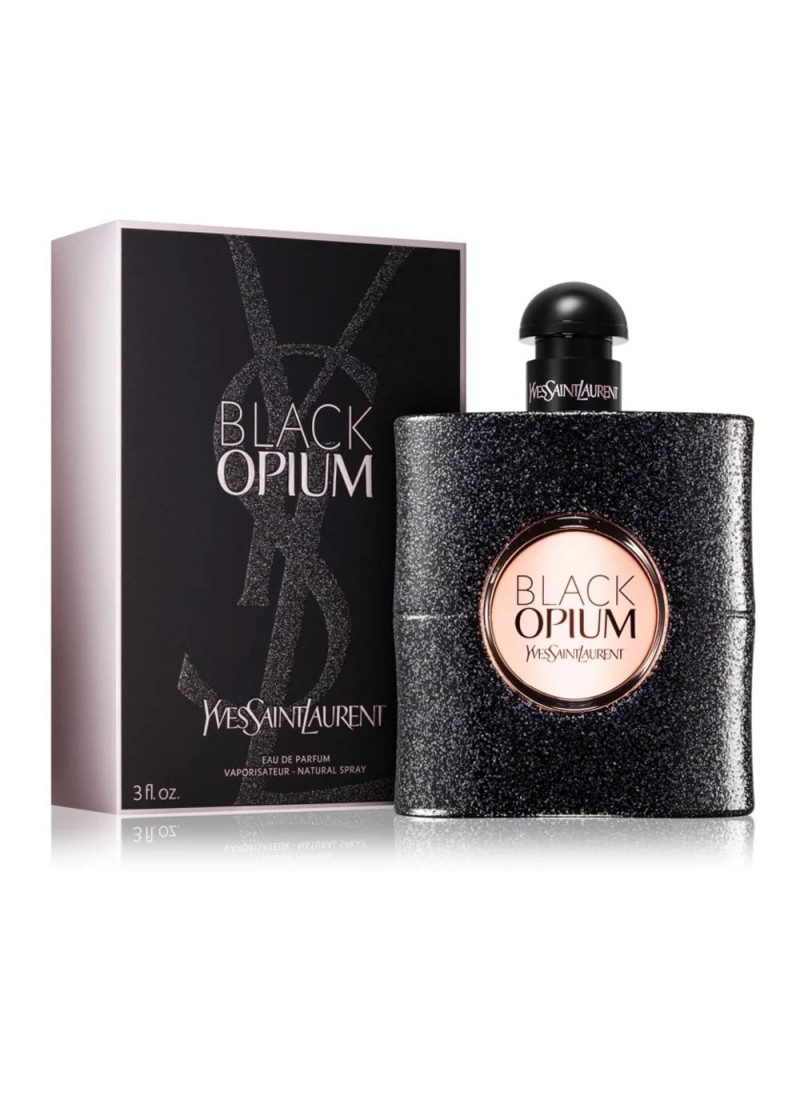 BLACK
OPIUM
YVESSAINTLAURENT
EAU DE PARFUM
VAPORISATEUR - NATURAL SPRAY
3 fl. oz.
YVESSAINTLAURENT
BLACK
OPIUM
YVESSAINTLAURENT